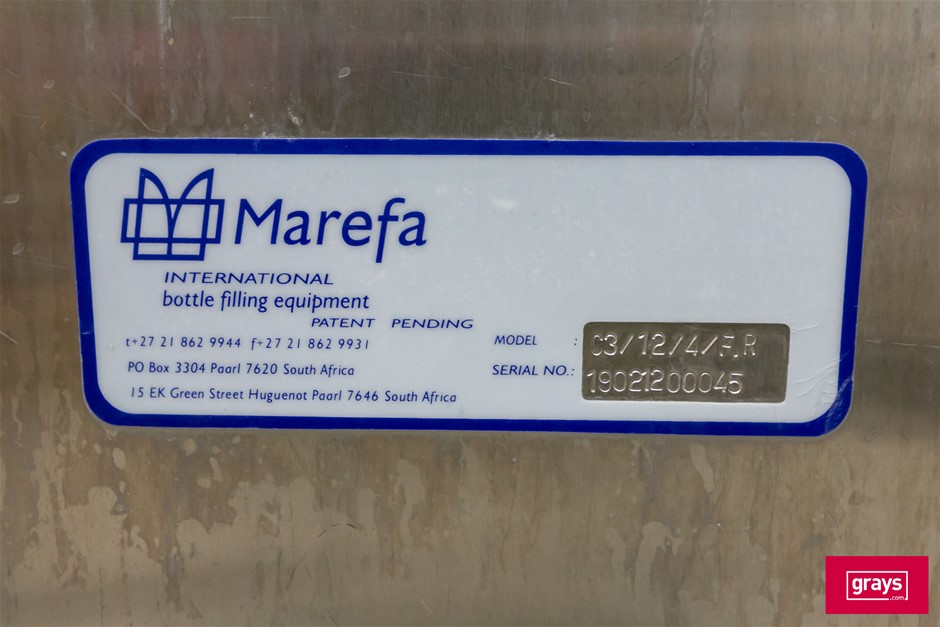 Marefa
INTERNATIONAL
bottle filling equipment
PATENT PENDING
t+27 21 862 9944 f+27 21 862 9931
PO Box 3304 Paarl 7620 South Africa
15 EK Green Street Huguenot Paarl 7646 South Africa
MODEL : C3/12/4/F.R
SERIAL NO.: 19021200045
grays
.com